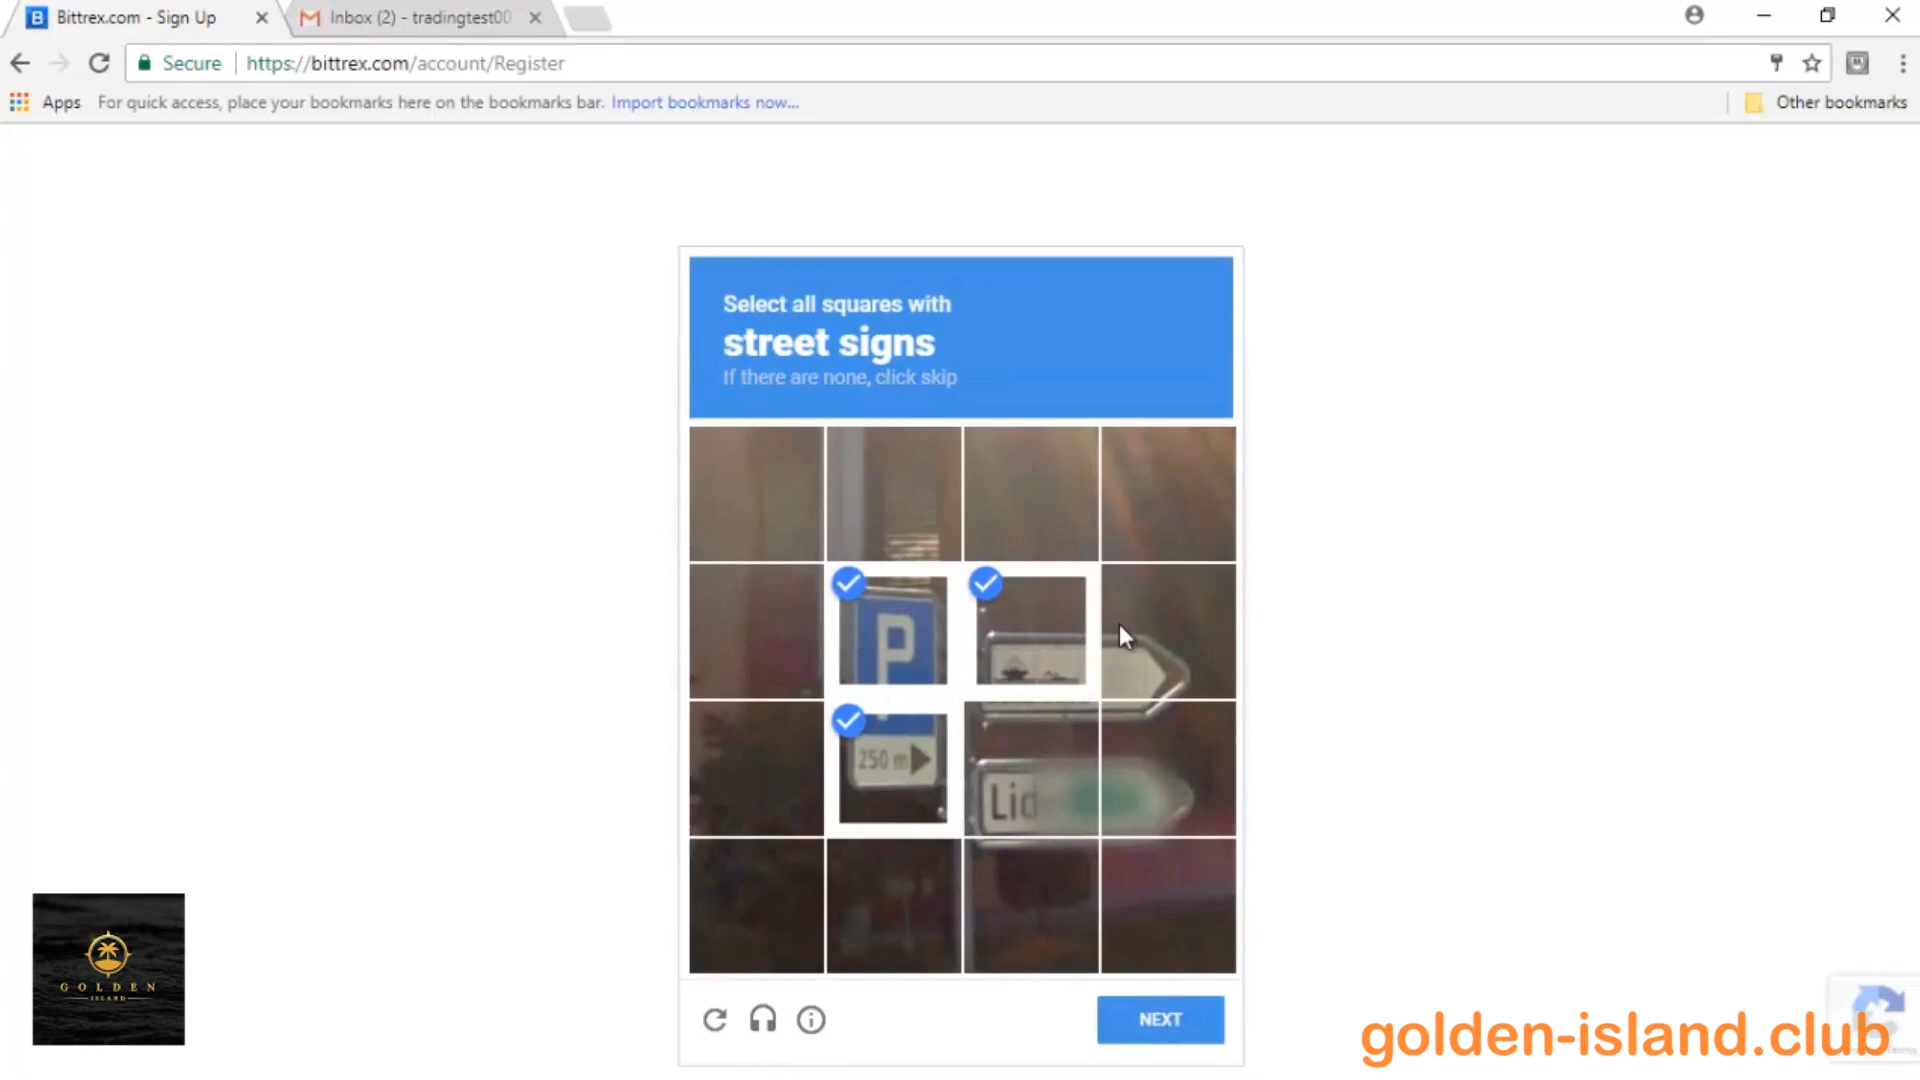 Bittrex.com - Sign Up
Inbox (2) - tradingtest00
Secure
https://bittrex.com/account/Register
Apps
For quick access, place your bookmarks here on the bookmarks bar. Import bookmarks now...
Other bookmarks
Select all squares with
street signs
If there are none, click skip
P
250 m
Lid
NEXT
GOLDEN
ISLAND
golden-island.club